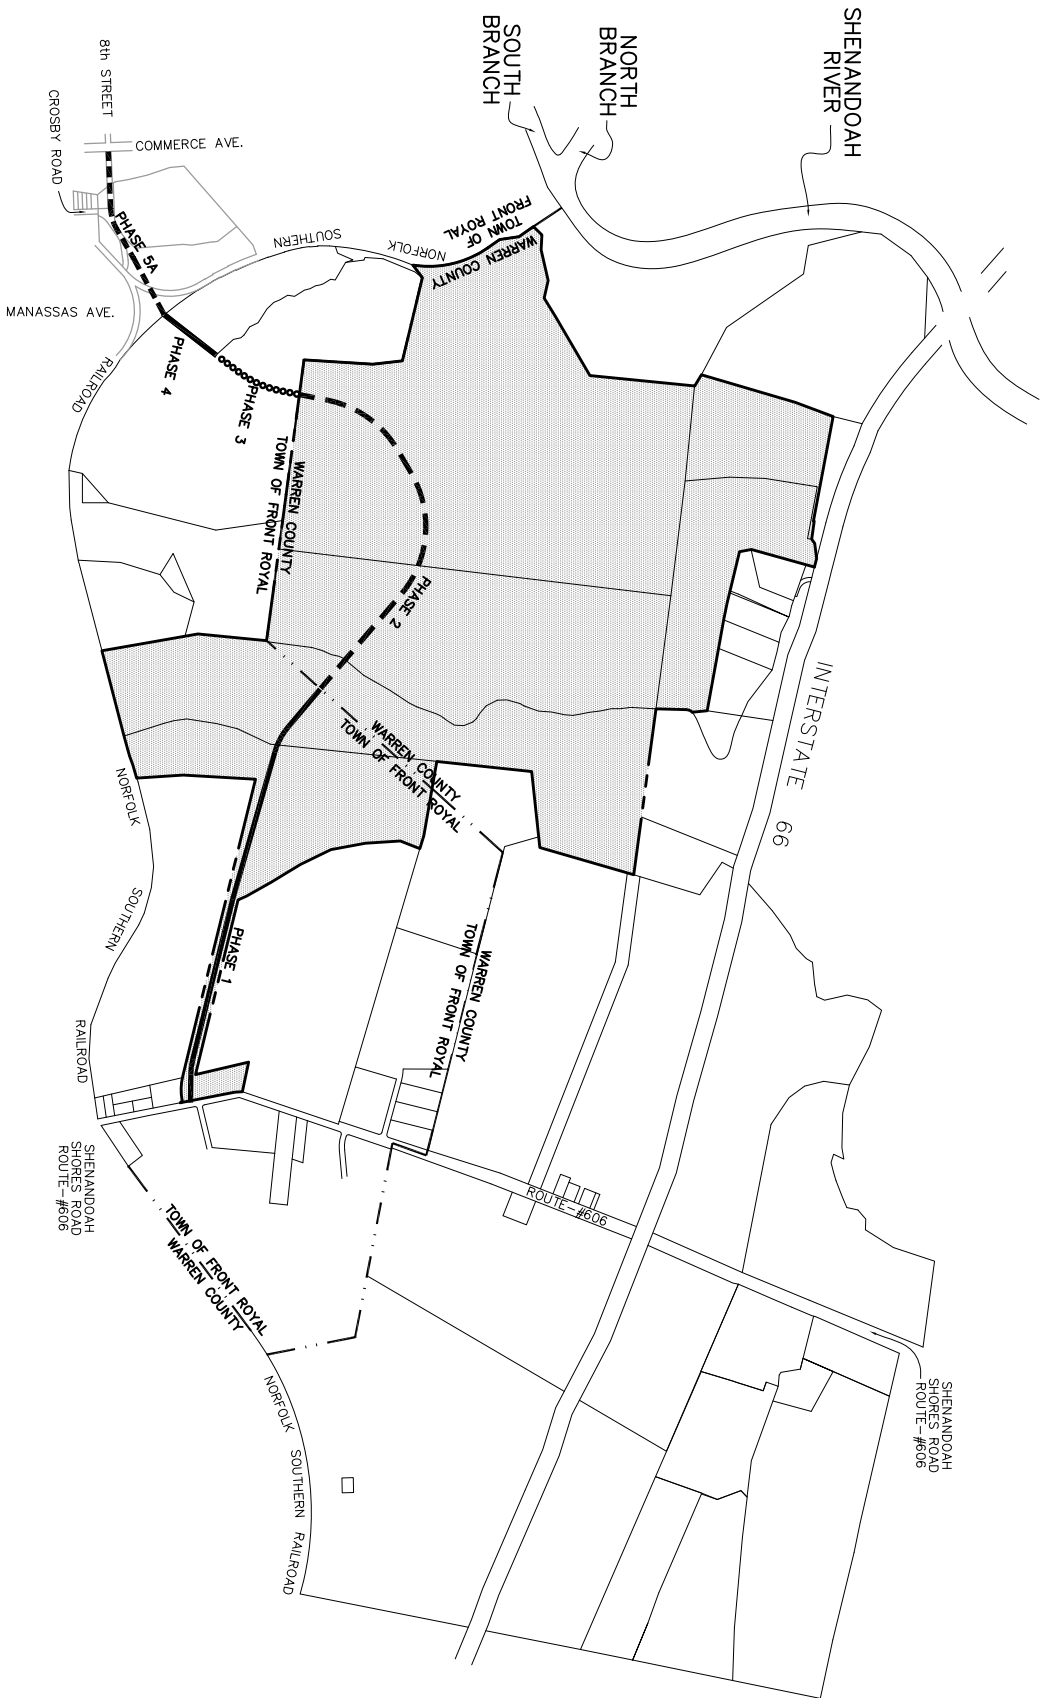 SHENANDOAH
RIVER
NORTH
BRANCH
SOUTH
BRANCH
8th STREET
CROSBY ROAD
COMMERCE AVE.
MANASSAS AVE.
PHASE 5A
PHASE 4
PHASE 3
PHASE 2
PHASE 1
TOWN OF
FRONT ROYAL
WARREN COUNTY
NORFOLK
SOUTHERN
RAILROAD
WARREN COUNTY
TOWN OF FRONT ROYAL
WARREN COUNTY
TOWN OF FRONT ROYAL
WARREN COUNTY
TOWN OF FRONT ROYAL
INTERSTATE 66
NORFOLK
SOUTHERN
RAILROAD
SHENANDOAH
SHORES ROAD
ROUTE-#606
ROUTE-#606
TOWN OF FRONT ROYAL
WARREN COUNTY
SHENANDOAH
SHORES ROAD
ROUTE-#606
NORFOLK SOUTHERN RAILROAD